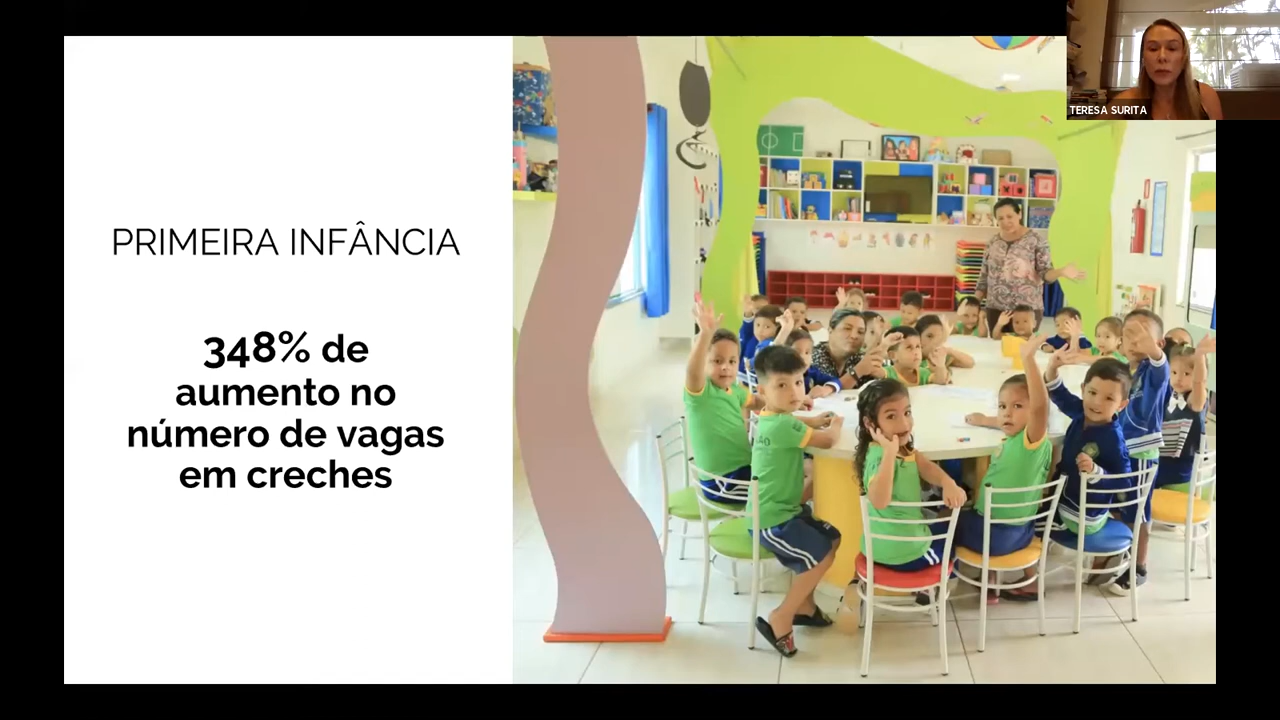 PRIMEIRA INFÂNCIA
348% de
aumento no
número de vagas
em creches
TERESA SURITA